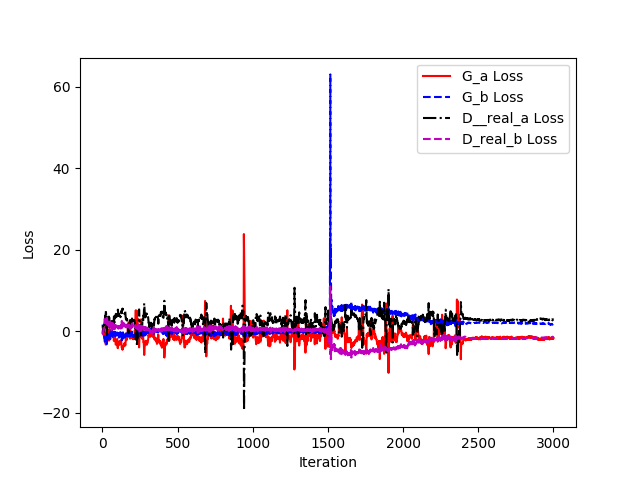 60
40
20
0
−20
0
500
1000
1500
2000
2500
3000
Loss
Iteration
G_a Loss
G_b Loss
D__real_a Loss
D_real_b Loss